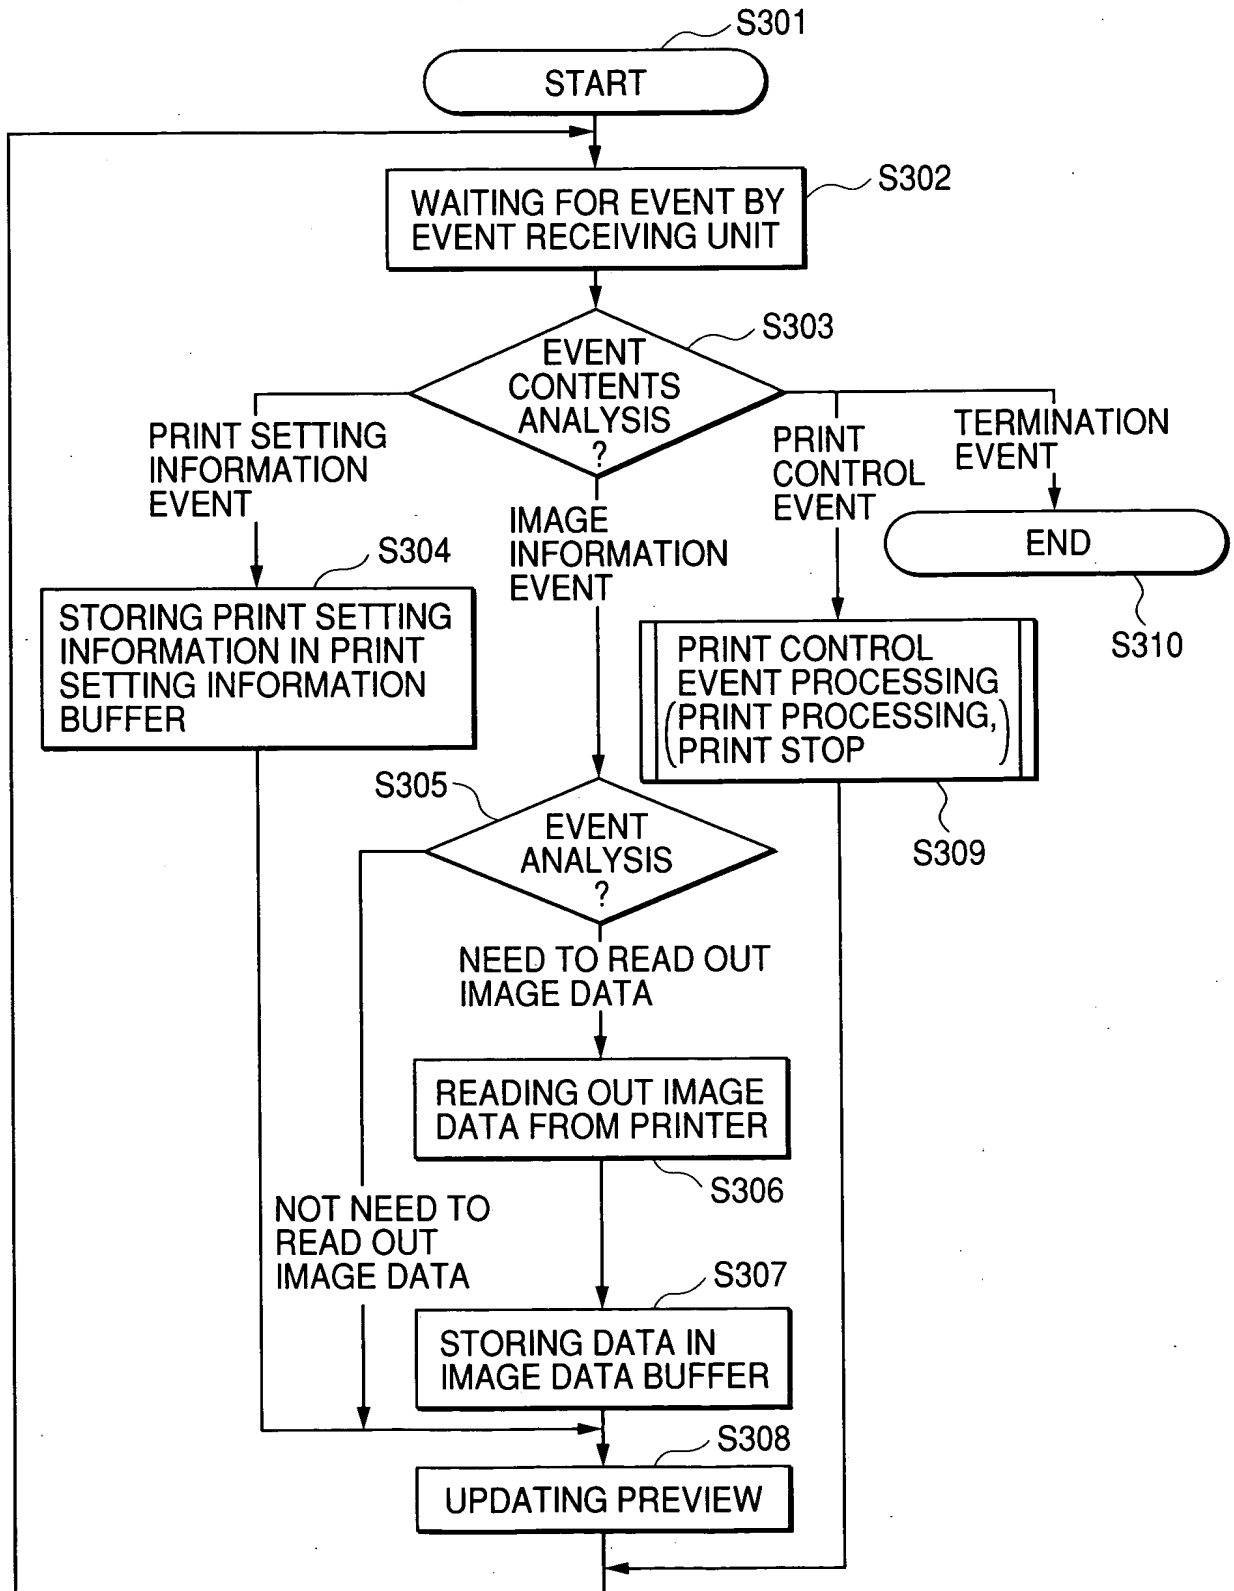 S301
START
S302
WAITING FOR EVENT BY
EVENT RECEIVING UNIT
S303
EVENT
CONTENTS
ANALYSIS
?
PRINT SETTING
INFORMATION
EVENT
IMAGE
INFORMATION
EVENT
PRINT
CONTROL
EVENT
TERMINATION
EVENT
END
S310
S304
STORING PRINT SETTING
INFORMATION IN PRINT
SETTING INFORMATION
BUFFER
PRINT CONTROL
EVENT PROCESSING
(PRINT PROCESSING,
PRINT STOP)
S309
S305
EVENT
ANALYSIS
?
NEED TO READ OUT
IMAGE DATA
READING OUT IMAGE
DATA FROM PRINTER
S306
NOT NEED TO
READ OUT
IMAGE DATA
S307
STORING DATA IN
IMAGE DATA BUFFER
S308
UPDATING PREVIEW